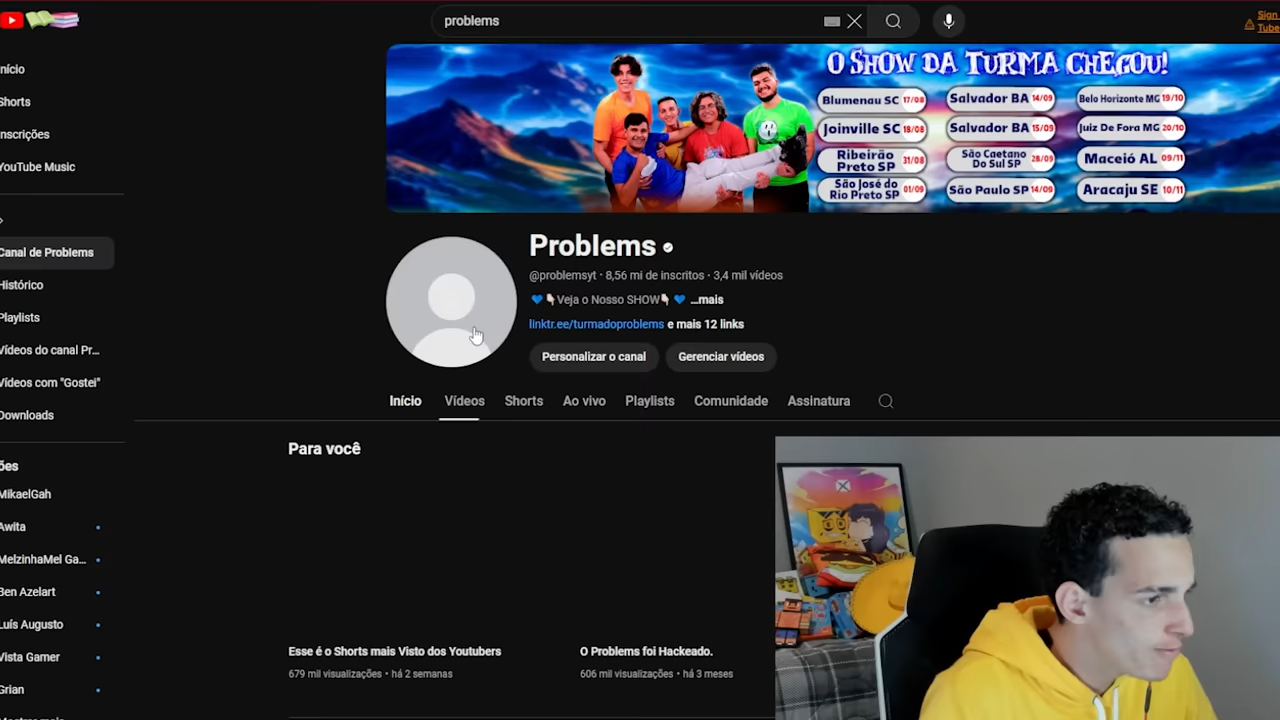 problems
Sign
Tube
nício
Shorts
nscrições
YouTube Music
Canal de Problems
Histórico
Playlists
Vídeos do canal Pr...
Vídeos com "Gostei"
Downloads
ões
MikaelGah
Awita
MelzinhaMel Ga...
Ben Azelart
Luís Augusto
Vista Gamer
Grian
O SHOW DA TURMA CHEGOU!
Blumenau SC 17/08
Joinville SC 18/08
Ribeirão
Preto SP 31/08
São José do
Rio Preto SP 01/09
Salvador BA 14/09
Salvador BA 15/09
São Caetano
Do Sul SP 28/09
São Paulo SP 14/09
Belo Horizonte MG 19/10
Juiz De Fora MG 20/10
Maceió AL 09/11
Aracaju SE 10/11
Problems
@problemsyt · 8,56 mi de inscritos · 3,4 mil vídeos
Veja o Nosso SHOW ...mais
linktr.ee/turmadoproblems e mais 12 links
Personalizar o canal Gerenciar vídeos
Início Vídeos Shorts Ao vivo Playlists Comunidade Assinatura
Para você
Esse é o Shorts mais Visto dos Youtubers
679 mil visualizações · há 2 semanas
O Problems foi Hackeado.
606 mil visualizações · há 3 meses